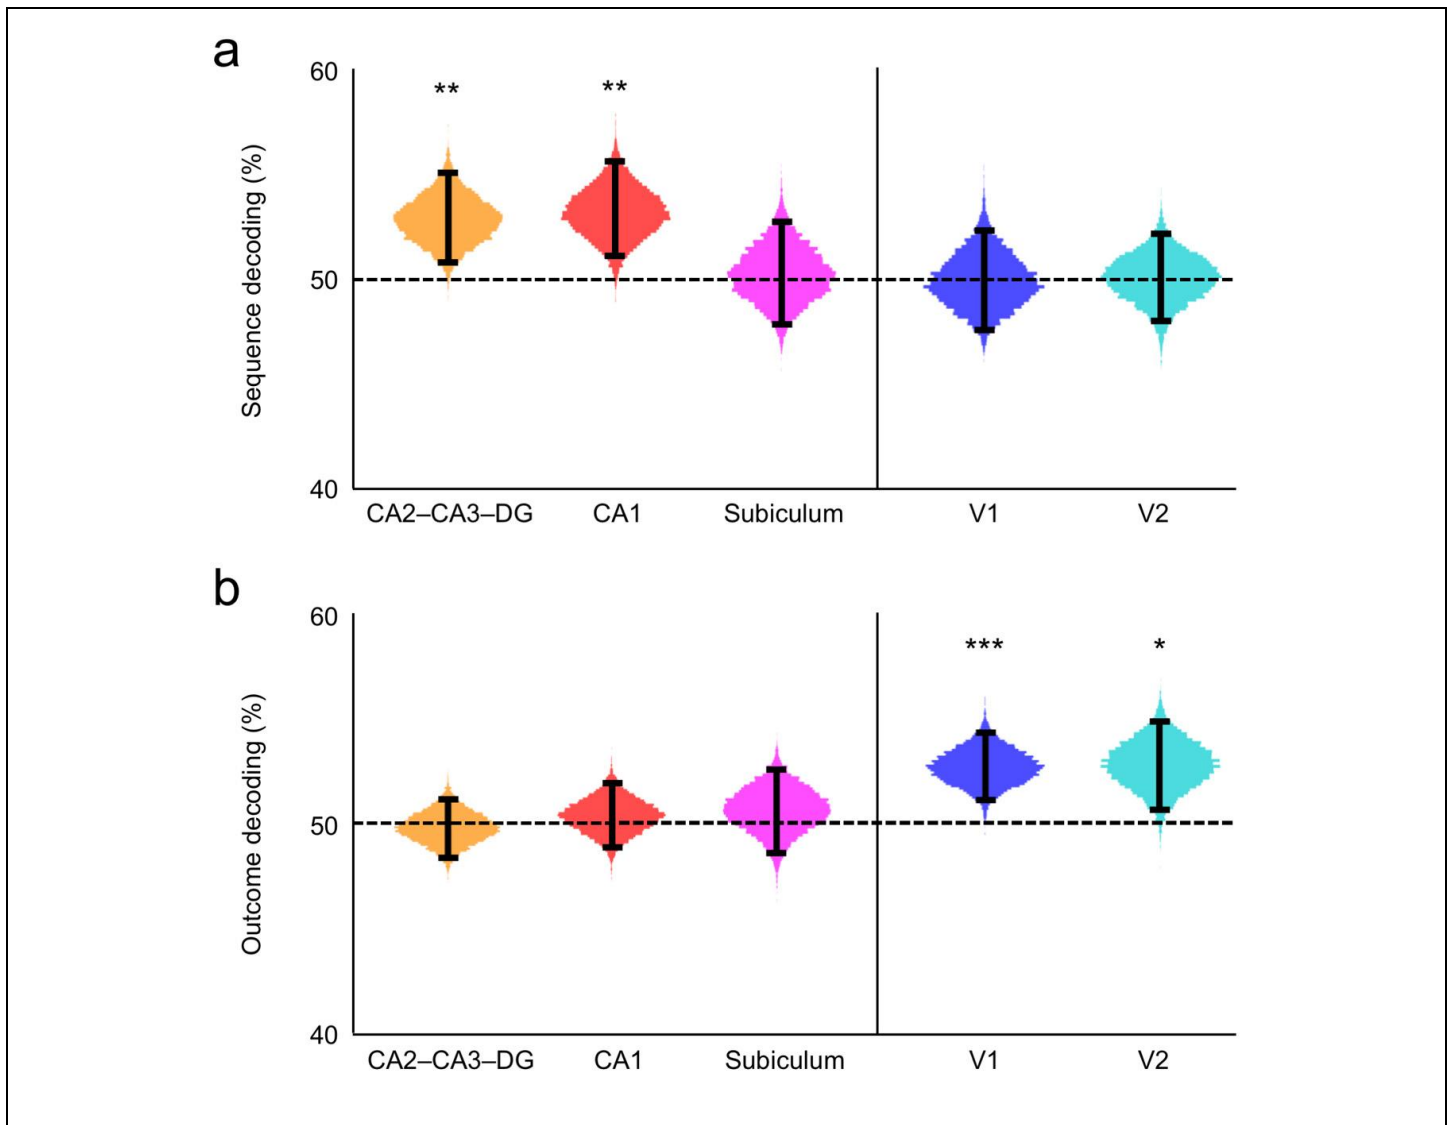 a
60
** **
Sequence decoding (%)
50
40
CA2–CA3–DG CA1 Subiculum V1 V2
b
60
*** *
Outcome decoding (%)
50
40
CA2–CA3–DG CA1 Subiculum V1 V2